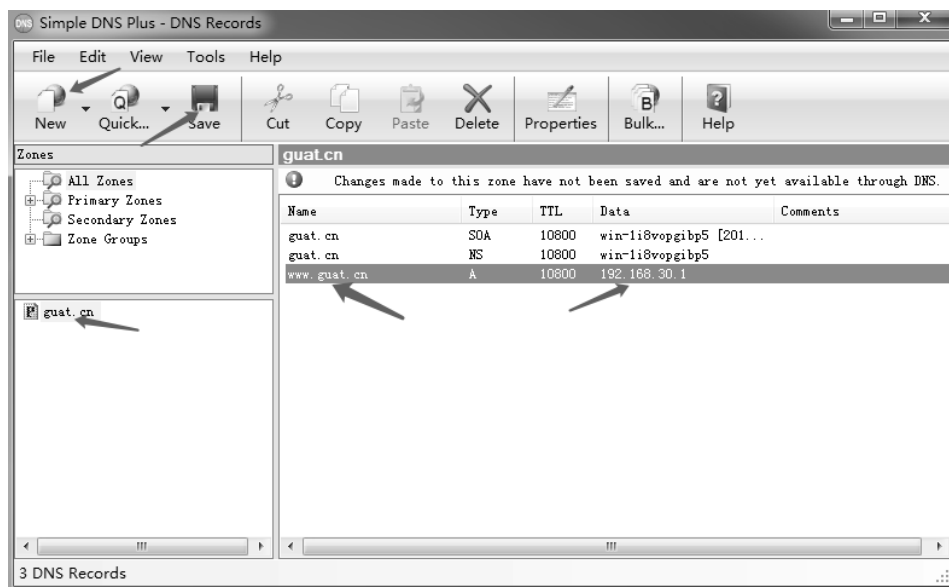 DNS Simple DNS Plus - DNS Records
File Edit View Tools Help
New Quick... Save Cut Copy Paste Delete Properties Bulk... Help
Zones
All Zones
Primary Zones
Secondary Zones
Zone Groups
guat.cn
guat.cn
Changes made to this zone have not been saved and are not yet available through DNS.
Name Type TTL Data Comments
guat.cn SOA 10800 win-1i8vopgibp5 [201...
guat.cn NS 10800 win-1i8vopgibp5
www.guat.cn A 10800 192.168.30.1
3 DNS Records